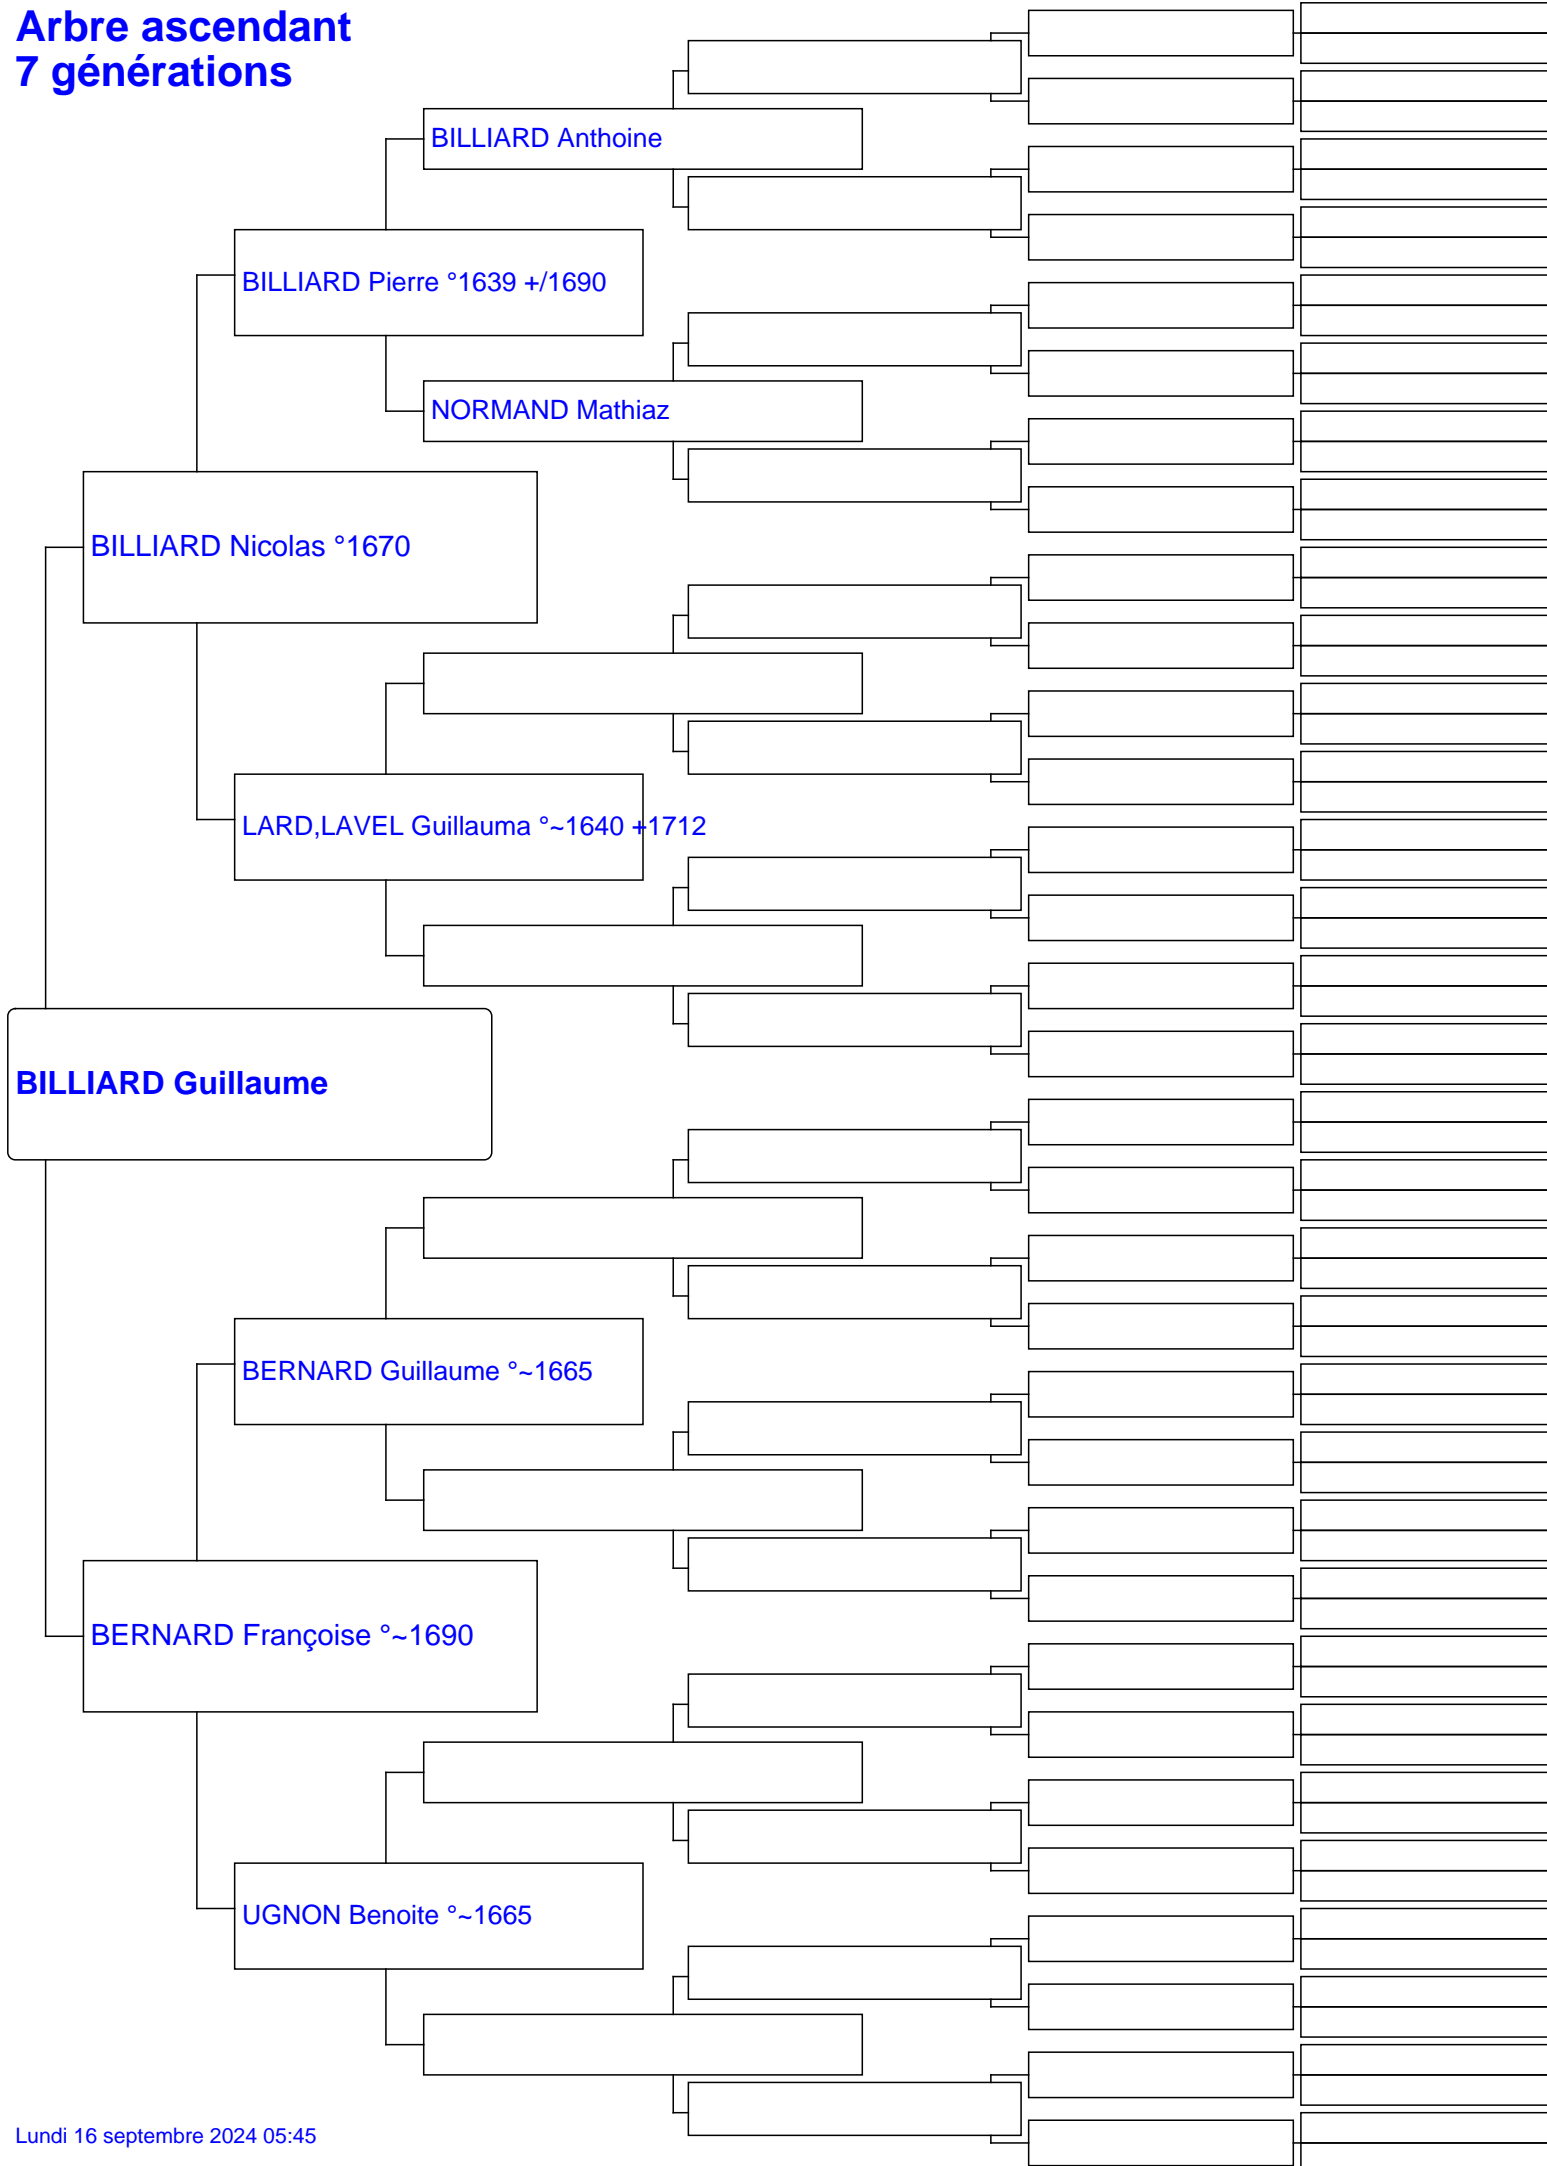 Arbre ascendant
7 générations
BILLIARD Anthoine
BILLIARD Pierre °1639 +/1690
NORMAND Mathiaz
BILLIARD Nicolas °1670
LARD,LAVEL Guillauma °~1640 +1712
BILLIARD Guillaume
BERNARD Guillaume °~1665
BERNARD Françoise °~1690
UGNON Benoite °~1665
Lundi 16 septembre 2024 05:45